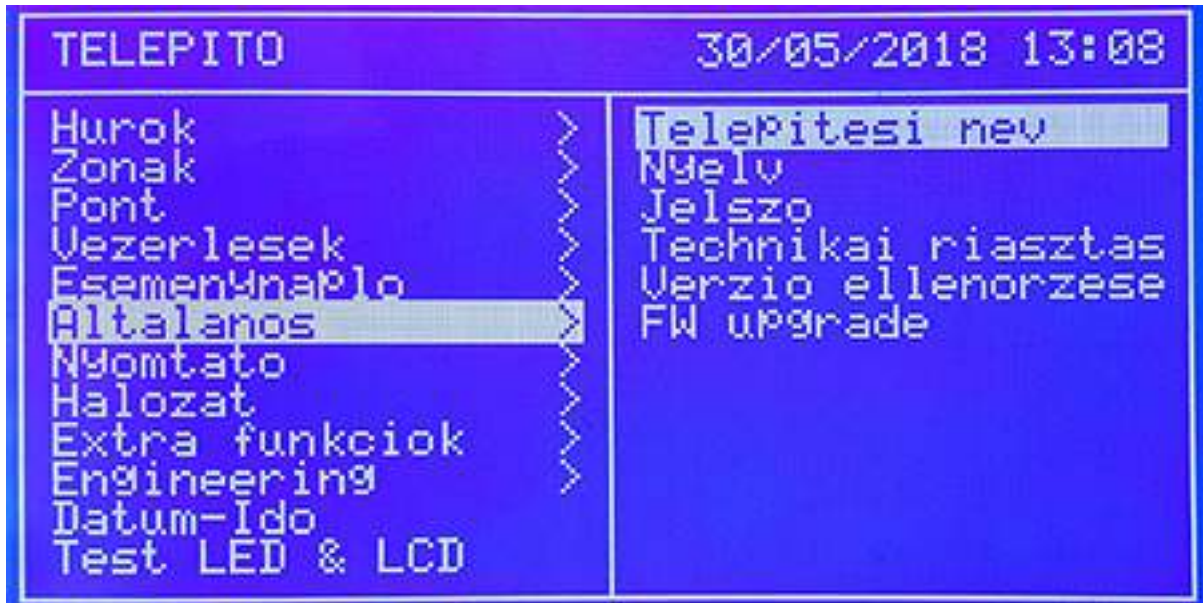 TELEPITO 30/05/2018 13:08
Hurok >
Zonak >
Pont >
Vezerlesek >
Esemenynaplo >
Altalanos >
Nyomtato >
Halozat >
Extra funkciok >
Engineering >
Datum-Ido
Test LED & LCD
Telepitesi nev
Nyelv
Jelszo
Technikai riasztas
Verzio ellenorzese
FW upgrade